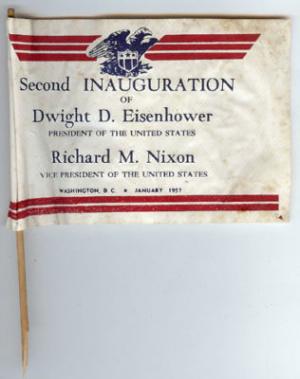 Second INAUGURATION
OF
Dwight D. Eisenhower
PRESIDENT OF THE UNITED STATES
Richard M. Nixon
VICE PRESIDENT OF THE UNITED STATES
WASHINGTON, D. C. ★ JANUARY 1957